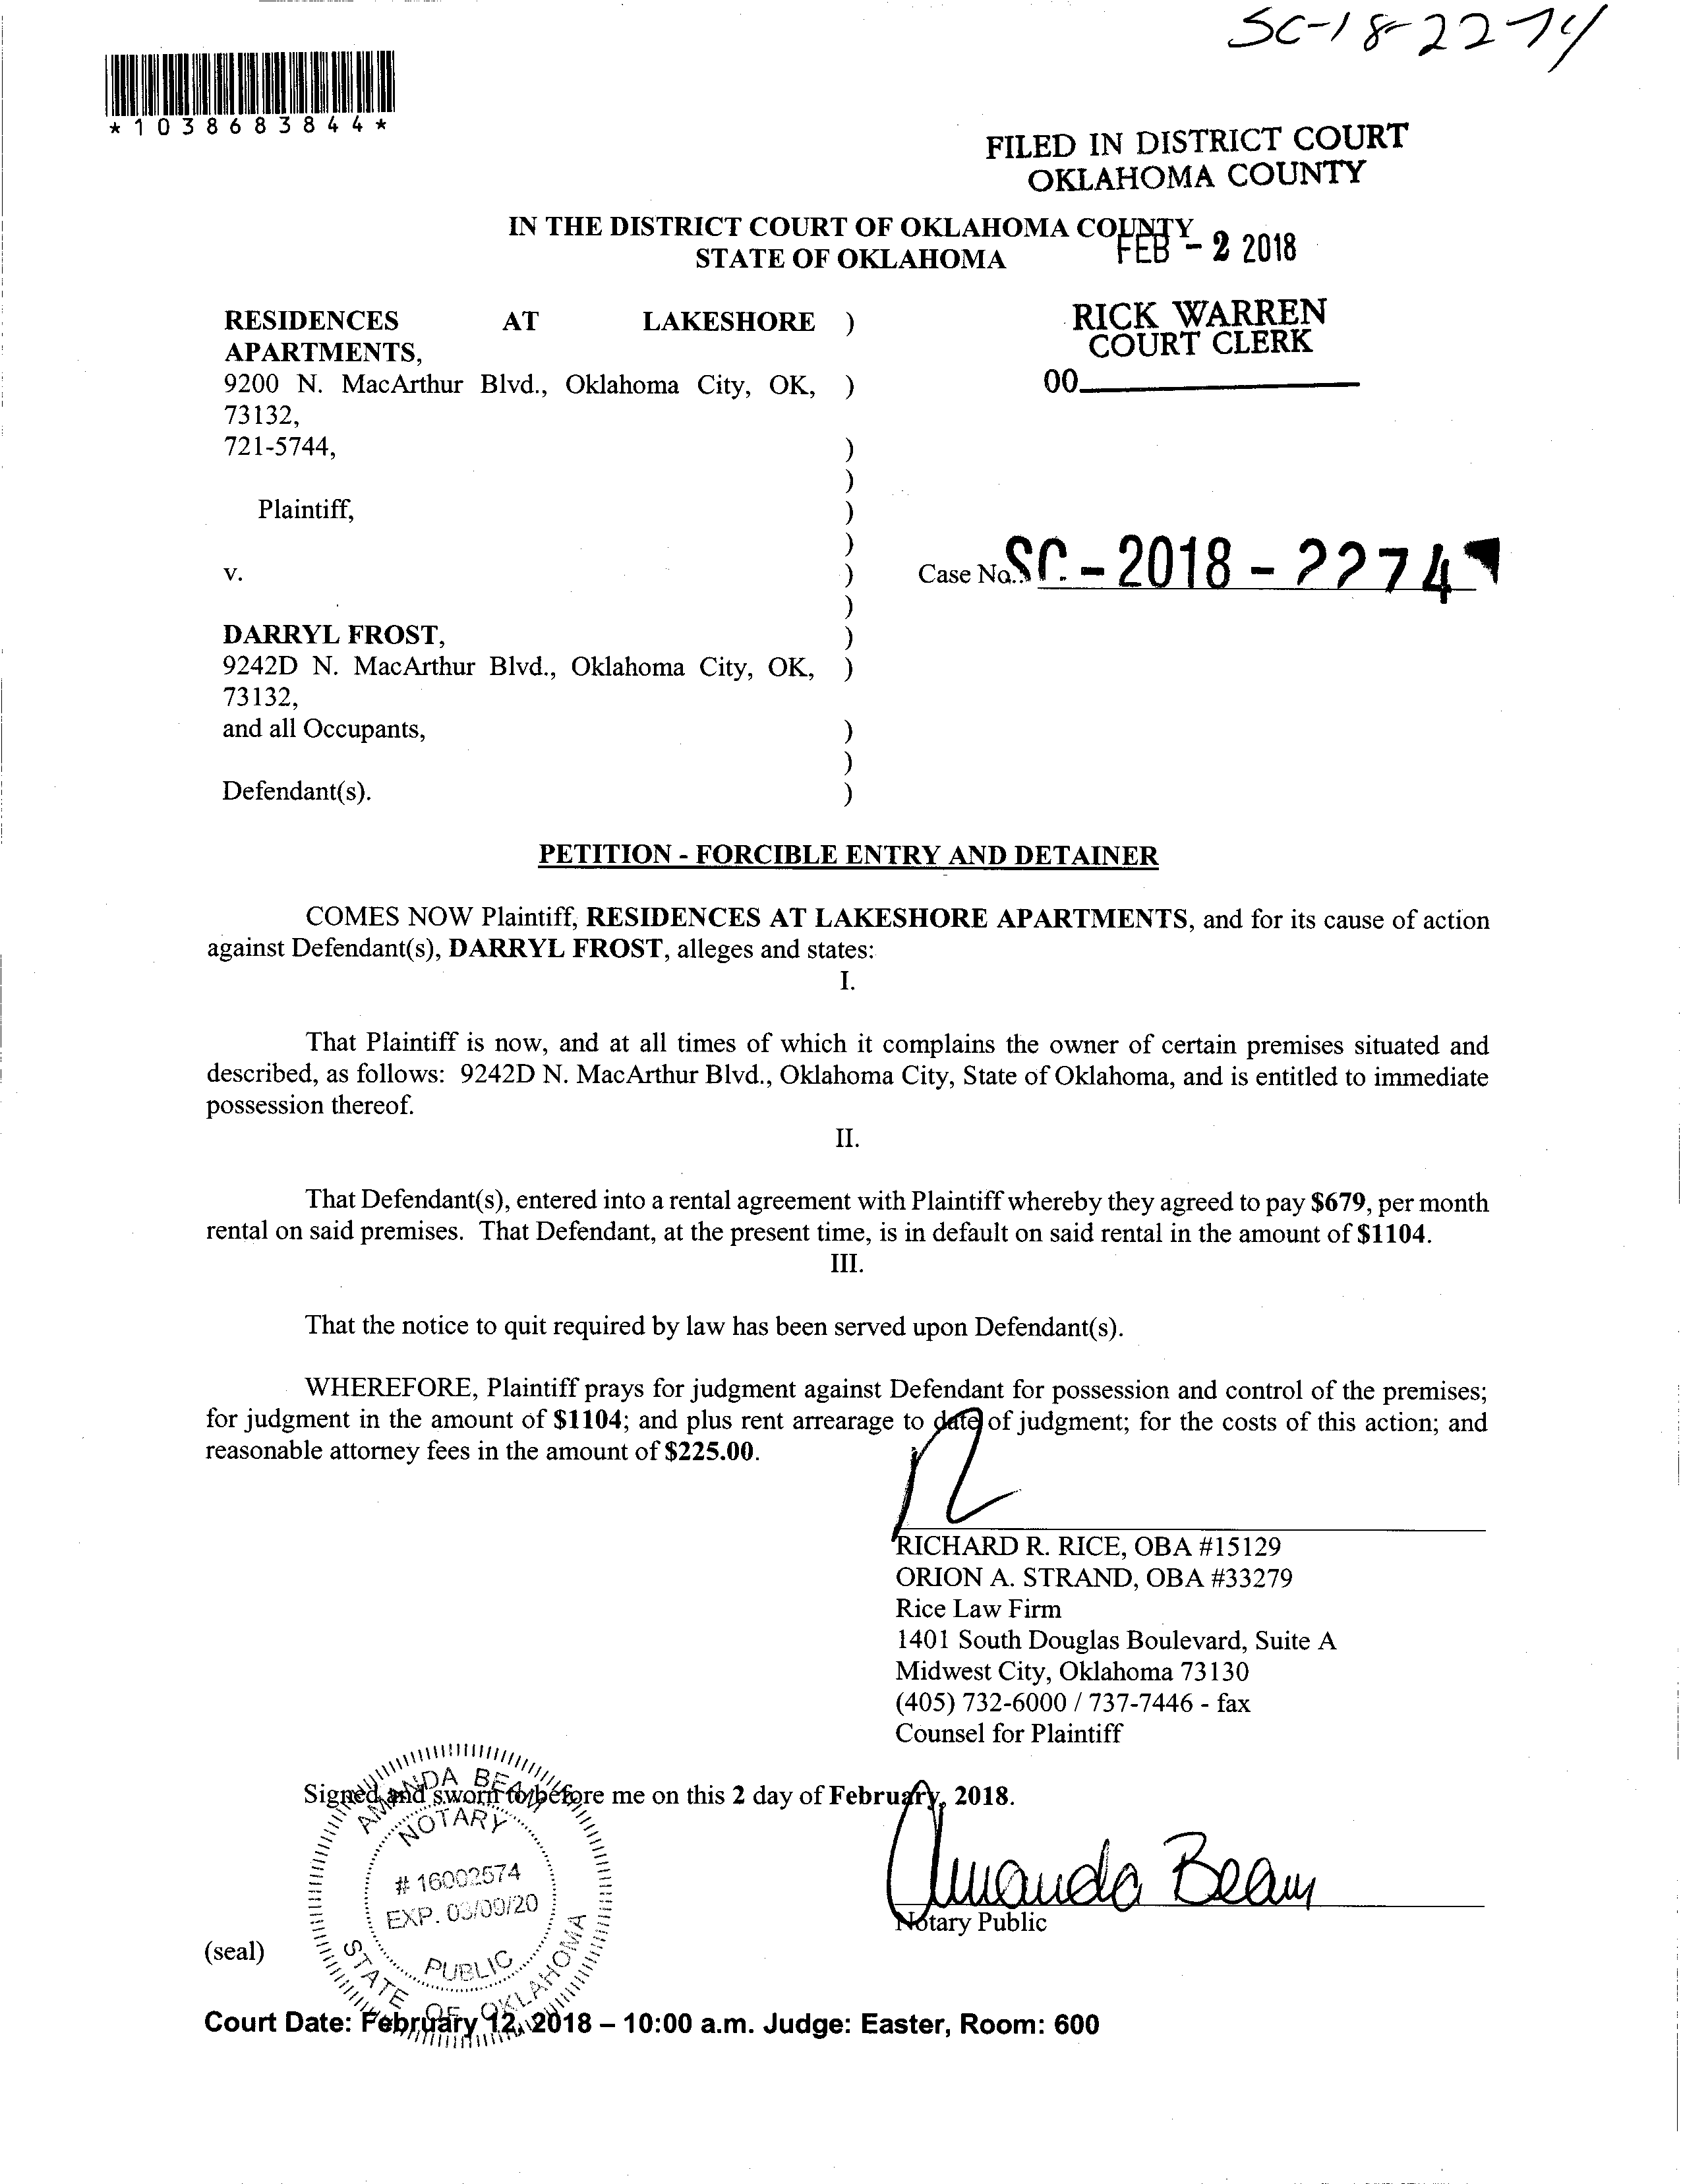 SC-18-2274
*1038683844*
FILED IN DISTRICT COURT
OKLAHOMA COUNTY
IN THE DISTRICT COURT OF OKLAHOMA COUNTY
STATE OF OKLAHOMA
FEB - 2 2018
RICK WARREN
COURT CLERK
00
RESIDENCES AT LAKESHORE )
APARTMENTS,
9200 N. MacArthur Blvd., Oklahoma City, OK, )
73132,
721-5744, )
)
Plaintiff, )
)
v. )
Case No.: SC - 2018 - 2274
)
DARRYL FROST, )
9242D N. MacArthur Blvd., Oklahoma City, OK, )
73132,
and all Occupants, )
)
Defendant(s). )
PETITION - FORCIBLE ENTRY AND DETAINER
COMES NOW Plaintiff, RESIDENCES AT LAKESHORE APARTMENTS, and for its cause of action
against Defendant(s), DARRYL FROST, alleges and states:
I.
That Plaintiff is now, and at all times of which it complains the owner of certain premises situated and
described, as follows: 9242D N. MacArthur Blvd., Oklahoma City, State of Oklahoma, and is entitled to immediate
possession thereof.
II.
That Defendant(s), entered into a rental agreement with Plaintiff whereby they agreed to pay $679, per month
rental on said premises. That Defendant, at the present time, is in default on said rental in the amount of $1104.
III.
That the notice to quit required by law has been served upon Defendant(s).
WHEREFORE, Plaintiff prays for judgment against Defendant for possession and control of the premises;
for judgment in the amount of $1104; and plus rent arrearage to date of judgment; for the costs of this action; and
reasonable attorney fees in the amount of $225.00.
RICHARD R. RICE, OBA #15129
ORION A. STRAND, OBA #33279
Rice Law Firm
1401 South Douglas Boulevard, Suite A
Midwest City, Oklahoma 73130
(405) 732-6000 / 737-7446 - fax
Counsel for Plaintiff
Signed and sworn to before me on this 2 day of February, 2018.
AMANDA BEAM
NOTARY
# 16002574
EXP. 03/09/20
PUBLIC
STATE OF OKLAHOMA
Amanda Beam
Notary Public
(seal)
Court Date: February 12, 2018 – 10:00 a.m. Judge: Easter, Room: 600